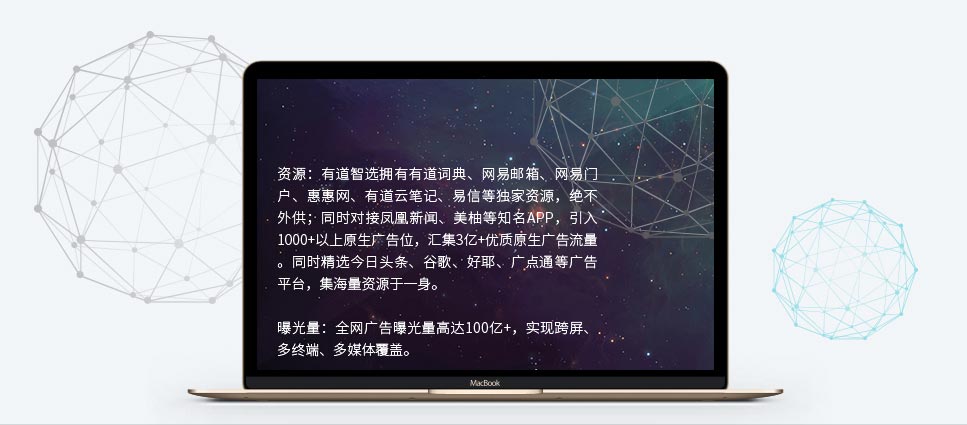 资源：有道智选拥有有道词典、网易邮箱、网易门
户、惠惠网、有道云笔记、易信等独家资源，绝不
外供；同时对接凤凰新闻、美柚等知名APP，引入
1000+以上原生广告位，汇集3亿+优质原生广告流量
。同时精选今日头条、谷歌、好耶、广点通等广告
平台，集海量资源于一身。
曝光量：全网广告曝光量高达100亿+，实现跨屏、
多终端、多媒体覆盖。
MacBook